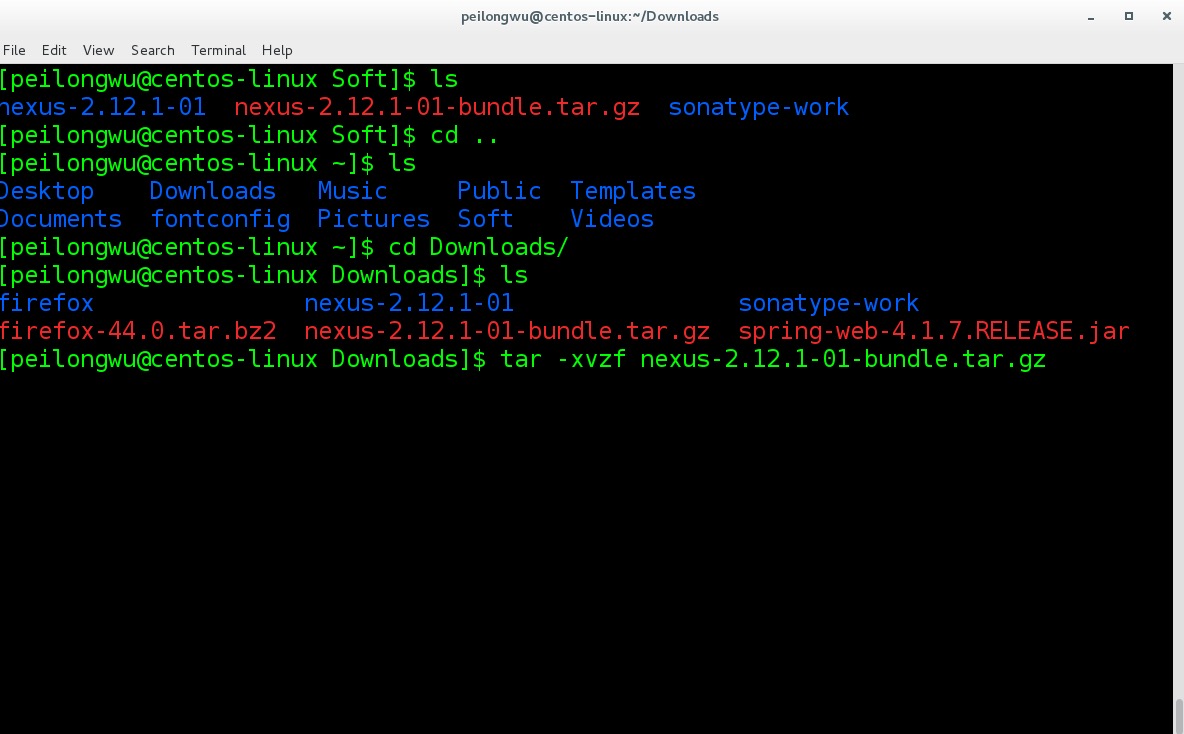 peilongwu@centos-linux:~/Downloads
File Edit View Search Terminal Help
[peilongwu@centos-linux Soft]$ ls
nexus-2.12.1-01 nexus-2.12.1-01-bundle.tar.gz sonatype-work
[peilongwu@centos-linux Soft]$ cd ..
[peilongwu@centos-linux ~]$ ls
Desktop Downloads Music Public Templates
Documents fontconfig Pictures Soft Videos
[peilongwu@centos-linux ~]$ cd Downloads/
[peilongwu@centos-linux Downloads]$ ls
firefox nexus-2.12.1-01 sonatype-work
firefox-44.0.tar.bz2 nexus-2.12.1-01-bundle.tar.gz spring-web-4.1.7.RELEASE.jar
[peilongwu@centos-linux Downloads]$ tar -xvzf nexus-2.12.1-01-bundle.tar.gz